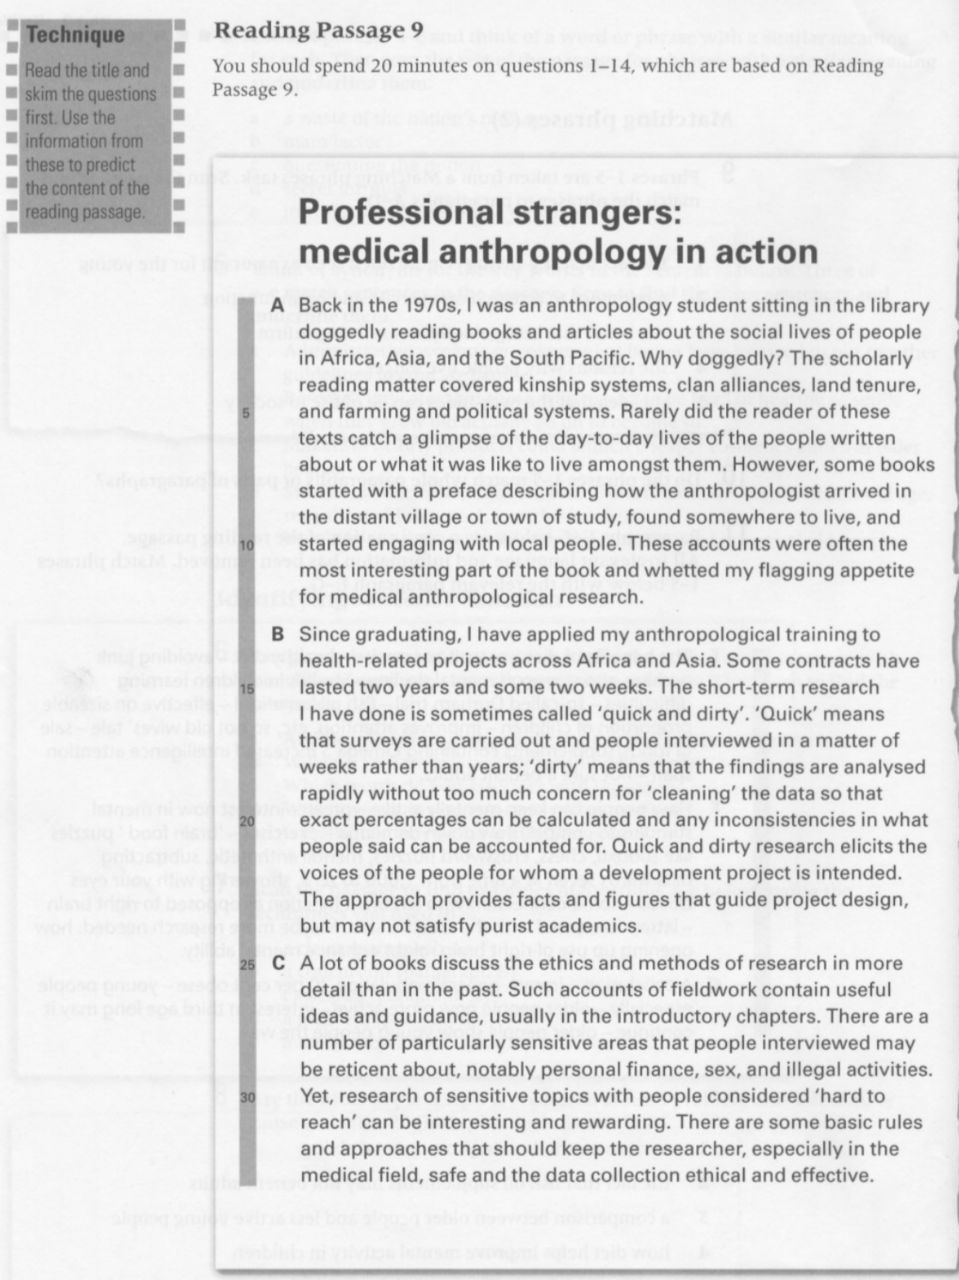 Technique
Read the title and
skim the questions
first. Use the
information from
these to predict
the content of the
reading passage.
Reading Passage 9
You should spend 20 minutes on questions 1–14, which are based on Reading
Passage 9.
Professional strangers:
medical anthropology in action
A Back in the 1970s, I was an anthropology student sitting in the library
doggedly reading books and articles about the social lives of people
in Africa, Asia, and the South Pacific. Why doggedly? The scholarly
reading matter covered kinship systems, clan alliances, land tenure,
5 and farming and political systems. Rarely did the reader of these
texts catch a glimpse of the day-to-day lives of the people written
about or what it was like to live amongst them. However, some books
started with a preface describing how the anthropologist arrived in
the distant village or town of study, found somewhere to live, and
10 started engaging with local people. These accounts were often the
most interesting part of the book and whetted my flagging appetite
for medical anthropological research.
B Since graduating, I have applied my anthropological training to
health-related projects across Africa and Asia. Some contracts have
15 lasted two years and some two weeks. The short-term research
I have done is sometimes called 'quick and dirty'. 'Quick' means
that surveys are carried out and people interviewed in a matter of
weeks rather than years; 'dirty' means that the findings are analysed
rapidly without too much concern for 'cleaning' the data so that
20 exact percentages can be calculated and any inconsistencies in what
people said can be accounted for. Quick and dirty research elicits the
voices of the people for whom a development project is intended.
The approach provides facts and figures that guide project design,
but may not satisfy purist academics.
25 C A lot of books discuss the ethics and methods of research in more
detail than in the past. Such accounts of fieldwork contain useful
ideas and guidance, usually in the introductory chapters. There are a
number of particularly sensitive areas that people interviewed may
be reticent about, notably personal finance, sex, and illegal activities.
30 Yet, research of sensitive topics with people considered 'hard to
reach' can be interesting and rewarding. There are some basic rules
and approaches that should keep the researcher, especially in the
medical field, safe and the data collection ethical and effective.